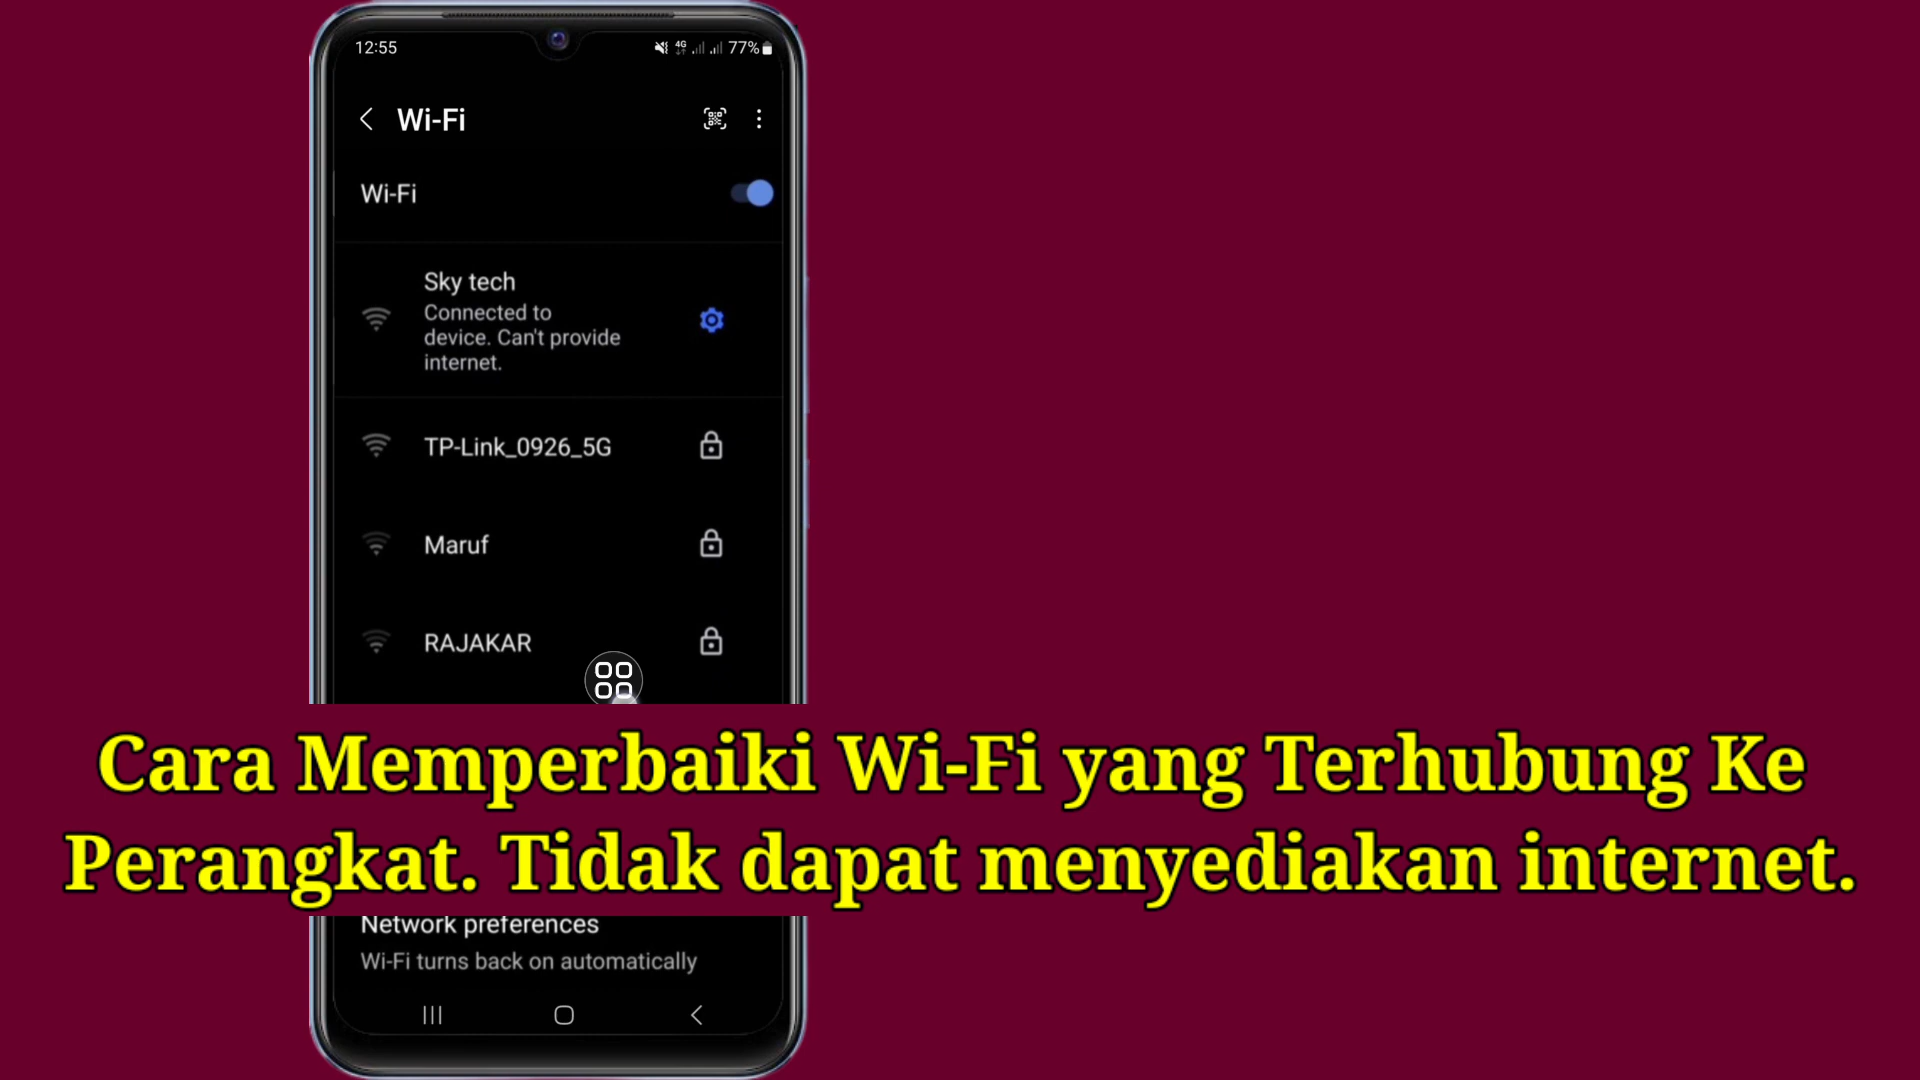 12:55
4G
77%
Wi-Fi
Wi-Fi
Sky tech
Connected to
device. Can't provide
internet.
TP-Link_0926_5G
Maruf
RAJAKAR
Cara Memperbaiki Wi-Fi yang Terhubung Ke
Perangkat. Tidak dapat menyediakan internet.
Network preferences
Wi-Fi turns back on automatically